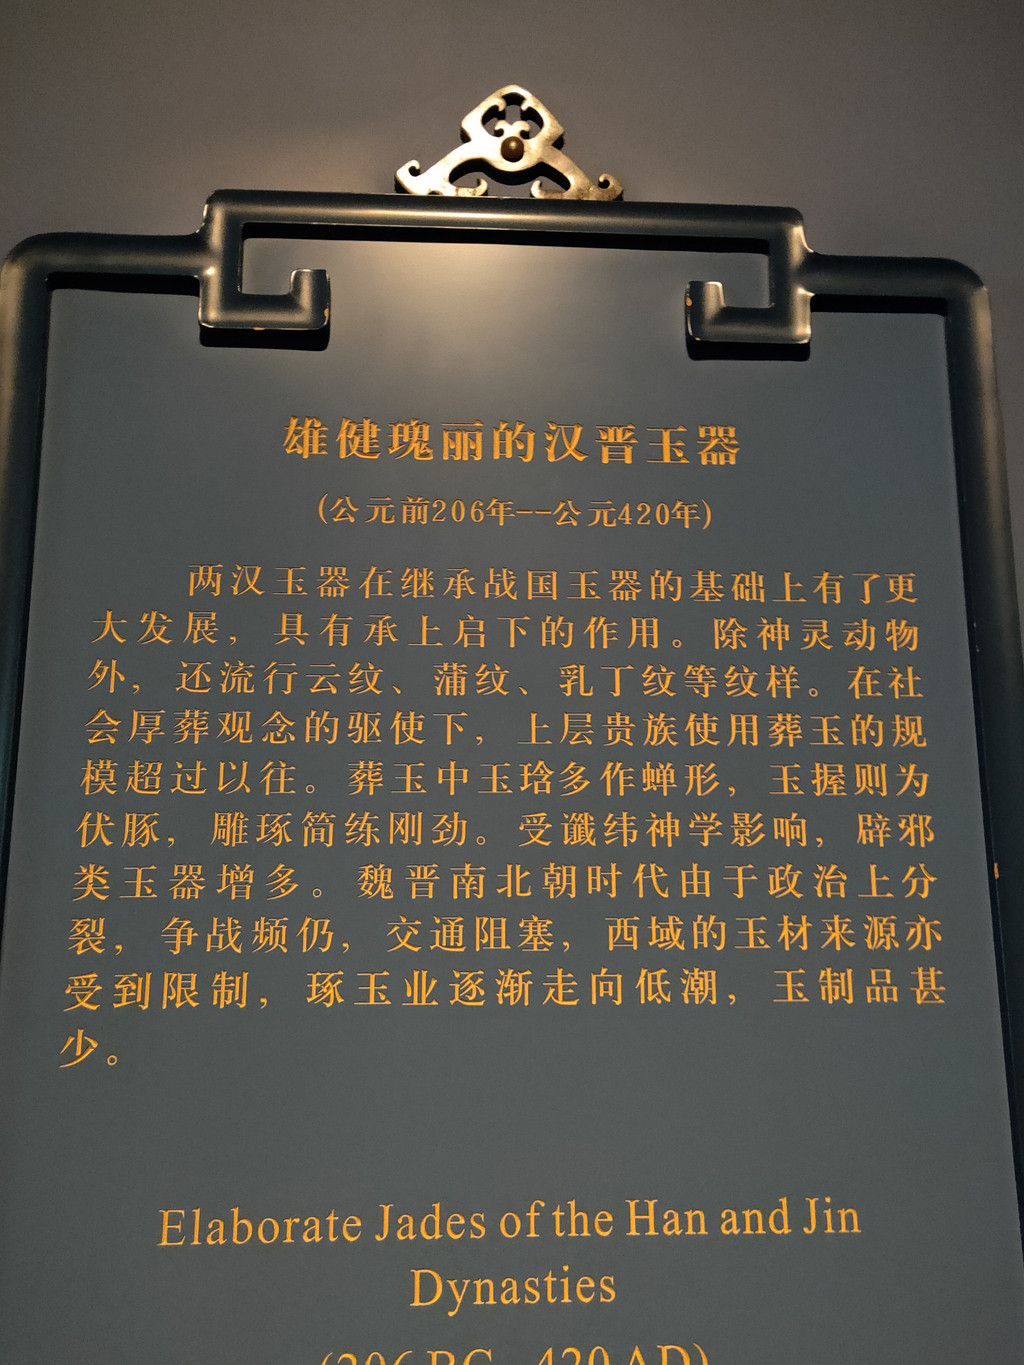 雄健瑰丽的汉晋玉器
(公元前206年--公元420年)
两汉玉器在继承战国玉器的基础上有了更
大发展，具有承上启下的作用。除神灵动物
外，还流行云纹、蒲纹、乳丁纹等纹样。在社
会厚葬观念的驱使下，上层贵族使用葬玉的规
模超过以往。葬玉中玉琀多作蝉形，玉握则为
伏豚，雕琢简练刚劲。受谶纬神学影响，辟邪
类玉器增多。魏晋南北朝时代由于政治上分
裂，争战频仍，交通阻塞，西域的玉材来源亦
受到限制，琢玉业逐渐走向低潮，玉制品甚
少。
Elaborate Jades of the Han and Jin
Dynasties
(206 BC--420 AD)